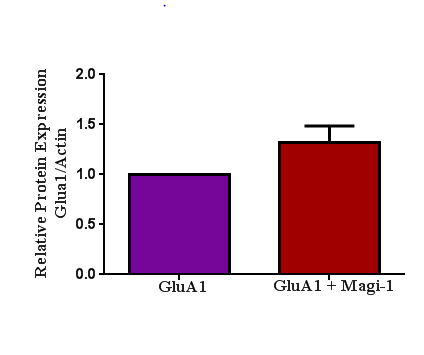 Relative Protein Expression
Glua1/Actin
2.0
1.5
1.0
0.5
0.0
GluA1
GluA1 + Magi-1